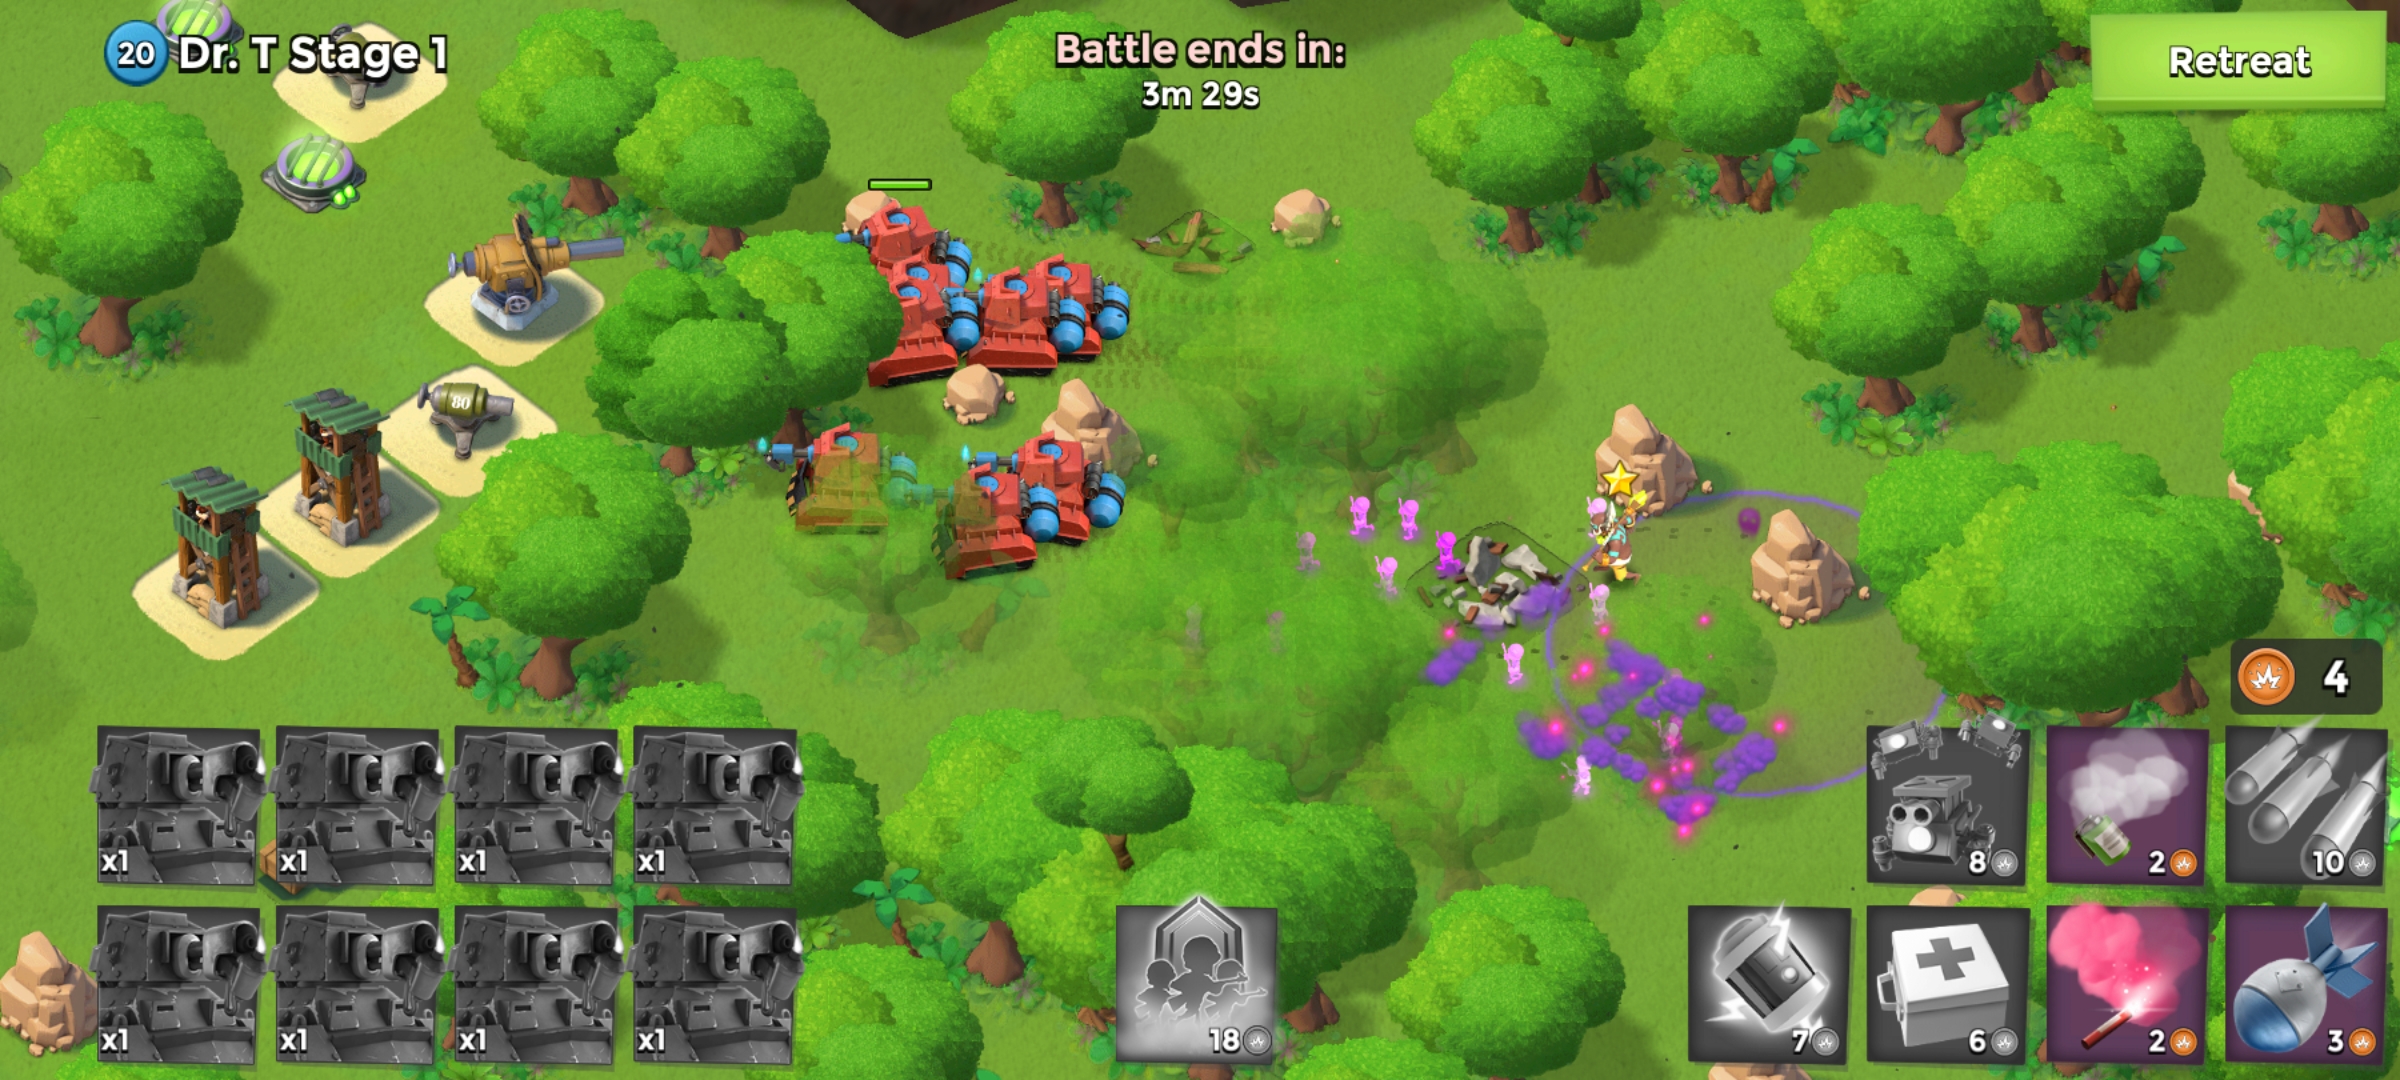 20 Dr. T Stage 1
Battle ends in:
3m 29s
Retreat
80
4
x1 x1 x1 x1
8 2 10
x1 x1 x1 x1
18
7 6 2 3